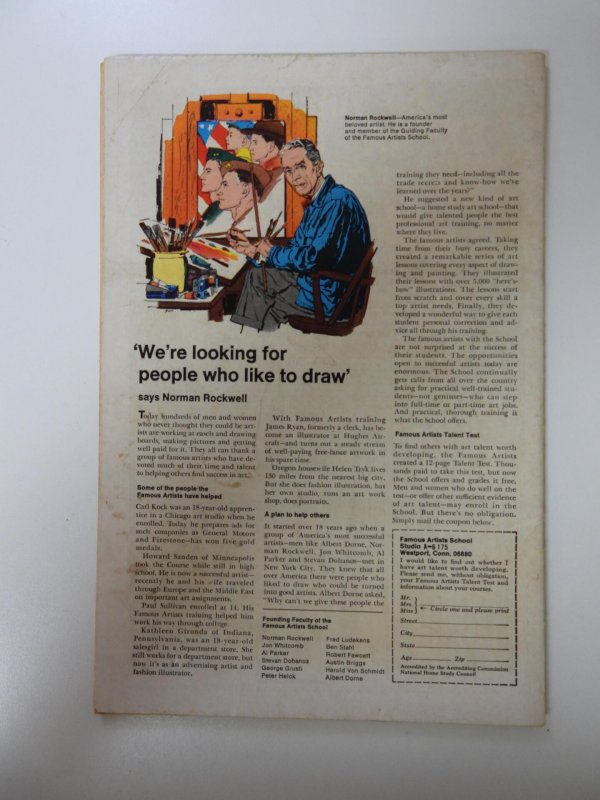 Norman Rockwell—America's most
beloved artist. He is a founder
and member of the Guiding Faculty
of the Famous Artists School.
'We're looking for
people who like to draw'
says Norman Rockwell
Today hundreds of men and women
who never thought they could be art-
ists are working at easels and drawing
boards, making pictures and getting
well paid for it. They all can thank a
group of famous artists who have de-
voted much of their time and talent
to helping others find success in art.
Some of the people the
Famous Artists have helped
Carl Kock was an 18-year-old appren-
tice in a Chicago art studio when he
enrolled. Today he prepares ads for
such companies as General Motors
and Firestone—has won five gold
medals.
Howard Sanden of Minneapolis
took the Course while still in high
school. He is now a successful artist—
recently he and his wife traveled
through Europe and the Middle East
on important art assignments.
Paul Sullivan enrolled at 14. His
Famous Artists training helped him
work his way through college.
Kathleen Gironda of Indiana,
Pennsylvania, was an 18-year-old
salesgirl in a department store. She
still works for a department store, but
now it's as an advertising artist and
fashion illustrator.
With Famous Artists training
James Ryan, formerly a clerk, has be-
come an illustrator at Hughes Air-
craft—and turns out a steady stream
of well-paying free-lance artwork in
his spare time.
Oregon housewife Helen Tryk lives
130 miles from the nearest big city.
But she does fashion illustration, has
her own studio, runs an art work
shop, does portraits.
A plan to help others
It started over 18 years ago when a
group of America's most successful
artists—men like Albert Dorne, Nor-
man Rockwell, Jon Whitcomb, Al
Parker and Stevan Dohanos—met in
New York City. They knew that all
over America there were people who
liked to draw who could be turned
into good artists. Albert Dorne asked,
"Why can't we give these people the
Founding Faculty of the
Famous Artists School
Norman Rockwell
Jon Whitcomb
Al Parker
Stevan Dohanos
George Giusti
Peter Helck
Fred Ludekens
Ben Stahl
Robert Fawcett
Austin Briggs
Harold Von Schmidt
Albert Dorne
training they need—including all the
trade secrets and know-how we've
learned over the years?"
He suggested a new kind of art
school—a home study art school—that
would give talented people the best
professional art training, no matter
where they live.
The famous artists agreed. Taking
time from their busy careers, they
created a remarkable series of art
lessons covering every aspect of draw-
ing and painting. They illustrated
their lessons with over 5,000 "here's-
how" illustrations. The lessons start
from scratch and cover every skill a
top artist needs. Finally, they de-
veloped a wonderful way to give each
student personal correction and ad-
vice all through his training.
The famous artists with the School
are not surprised at the success of
their students. The opportunities
open to successful artists today are
enormous. The School continually
gets calls from all over the country
asking for practical well-trained stu-
dents—not geniuses—who can step
into full-time or part-time art jobs.
And practical, thorough training is
what the School offers.
Famous Artists Talent Test
To find others with art talent worth
developing, the Famous Artists
created a 12-page Talent Test. Thou-
sands paid to take this test, but now
the School offers and grades it free.
Men and women who do well on the
test—or offer other sufficient evidence
of art talent—may enroll in the
School. But there's no obligation.
Simply mail the coupon below.
Famous Artists School
Studio A-6175
Westport, Conn. 06880
I would like to find out whether I
have art talent worth developing.
Please send me, without obligation,
your Famous Artists Talent Test and
information about your courses.
Mr.
Mrs.
Miss
← Circle one and please print
Street
City
State
Age Zip
Accredited by the Accrediting Commission
National Home Study Council